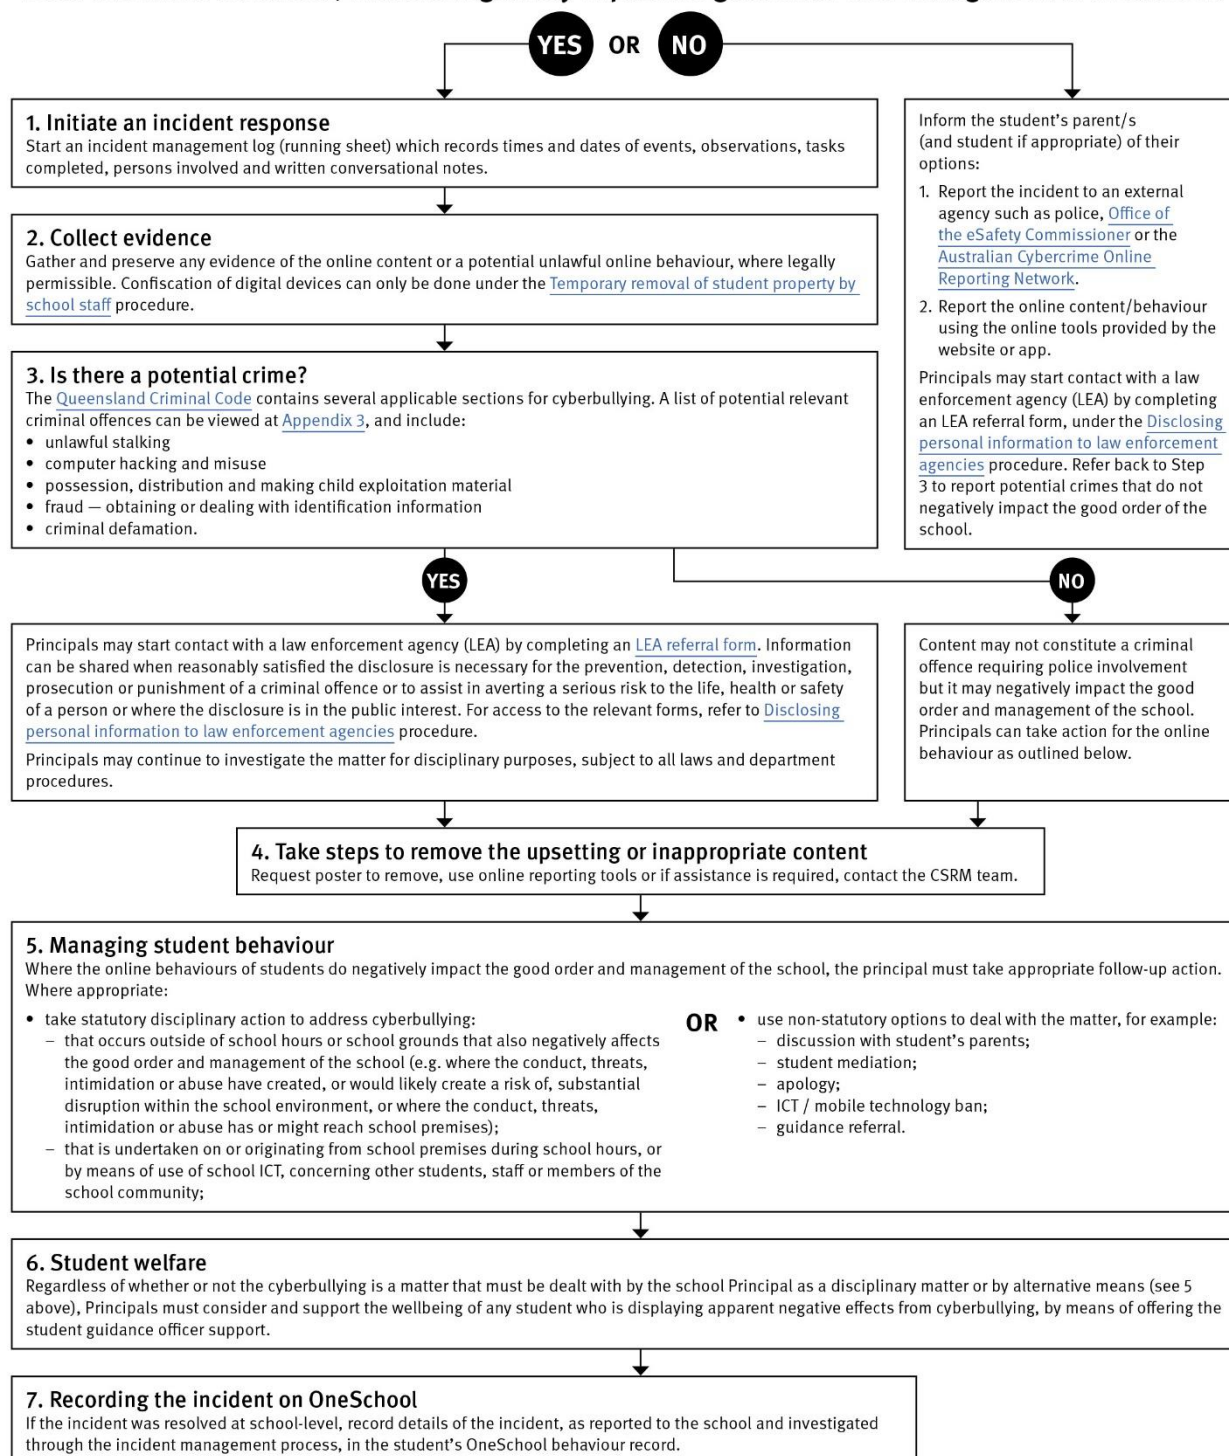 YES OR NO
1. Initiate an incident response
Start an incident management log (running sheet) which records times and dates of events, observations, tasks
completed, persons involved and written conversational notes.
2. Collect evidence
Gather and preserve any evidence of the online content or a potential unlawful online behaviour, where legally
permissible. Confiscation of digital devices can only be done under the Temporary removal of student property by
school staff procedure.
3. Is there a potential crime?
The Queensland Criminal Code contains several applicable sections for cyberbullying. A list of potential relevant
criminal offences can be viewed at Appendix 3, and include:
• unlawful stalking
• computer hacking and misuse
• possession, distribution and making child exploitation material
• fraud — obtaining or dealing with identification information
• criminal defamation.
Inform the student's parent/s
(and student if appropriate) of their
options:
1. Report the incident to an external
agency such as police, Office of
the eSafety Commissioner or the
Australian Cybercrime Online
Reporting Network.
2. Report the online content/behaviour
using the online tools provided by the
website or app.
Principals may start contact with a law
enforcement agency (LEA) by completing
an LEA referral form, under the Disclosing
personal information to law enforcement
agencies procedure. Refer back to Step
3 to report potential crimes that do not
negatively impact the good order of the
school.
YES
NO
Principals may start contact with a law enforcement agency (LEA) by completing an LEA referral form. Information
can be shared when reasonably satisfied the disclosure is necessary for the prevention, detection, investigation,
prosecution or punishment of a criminal offence or to assist in averting a serious risk to the life, health or safety
of a person or where the disclosure is in the public interest. For access to the relevant forms, refer to Disclosing
personal information to law enforcement agencies procedure.
Principals may continue to investigate the matter for disciplinary purposes, subject to all laws and department
procedures.
Content may not constitute a criminal
offence requiring police involvement
but it may negatively impact the good
order and management of the school.
Principals can take action for the online
behaviour as outlined below.
4. Take steps to remove the upsetting or inappropriate content
Request poster to remove, use online reporting tools or if assistance is required, contact the CSRM team.
5. Managing student behaviour
Where the online behaviours of students do negatively impact the good order and management of the school, the principal must take appropriate follow-up action.
Where appropriate:
• take statutory disciplinary action to address cyberbullying:
– that occurs outside of school hours or school grounds that also negatively affects
the good order and management of the school (e.g. where the conduct, threats,
intimidation or abuse have created, or would likely create a risk of, substantial
disruption within the school environment, or where the conduct, threats,
intimidation or abuse has or might reach school premises);
– that is undertaken on or originating from school premises during school hours, or
by means of use of school ICT, concerning other students, staff or members of the
school community;
OR
• use non-statutory options to deal with the matter, for example:
– discussion with student's parents;
– student mediation;
– apology;
– ICT / mobile technology ban;
– guidance referral.
6. Student welfare
Regardless of whether or not the cyberbullying is a matter that must be dealt with by the school Principal as a disciplinary matter or by alternative means (see 5
above), Principals must consider and support the wellbeing of any student who is displaying apparent negative effects from cyberbullying, by means of offering the
student guidance officer support.
7. Recording the incident on OneSchool
If the incident was resolved at school-level, record details of the incident, as reported to the school and investigated
through the incident management process, in the student's OneSchool behaviour record.